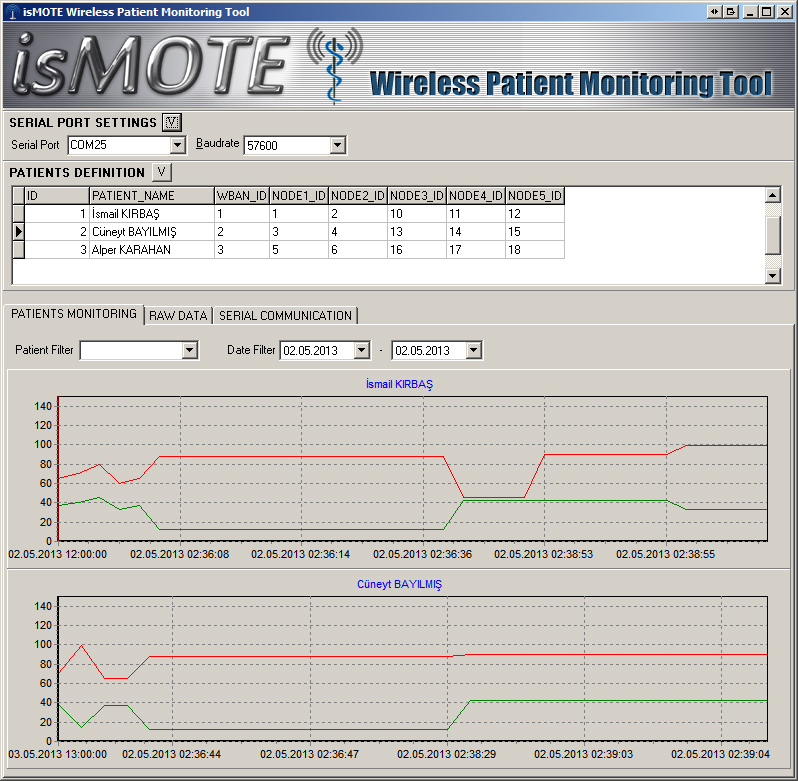 isMOTE Wireless Patient Monitoring Tool
isMOTE Wireless Patient Monitoring Tool
SERIAL PORT SETTINGS V
Serial Port COM25 Baudrate 57600
PATIENTS DEFINITION V
ID PATIENT_NAME WBAN_ID NODE1_ID NODE2_ID NODE3_ID NODE4_ID NODE5_ID
1 İsmail KIRBAŞ 1 1 2 10 11 12
2 Cüneyt BAYILMIŞ 2 3 4 13 14 15
3 Alper KARAHAN 3 5 6 16 17 18
PATIENTS MONITORING RAW DATA SERIAL COMMUNICATION
Patient Filter Date Filter 02.05.2013 - 02.05.2013
İsmail KIRBAŞ
140
120
100
80
60
40
20
0
02.05.2013 12:00:00 02.05.2013 02:36:08 02.05.2013 02:36:14 02.05.2013 02:36:36 02.05.2013 02:38:53 02.05.2013 02:38:55
Cüneyt BAYILMIŞ
140
120
100
80
60
40
20
0
03.05.2013 13:00:00 02.05.2013 02:36:44 02.05.2013 02:36:47 02.05.2013 02:38:29 02.05.2013 02:39:03 02.05.2013 02:39:04